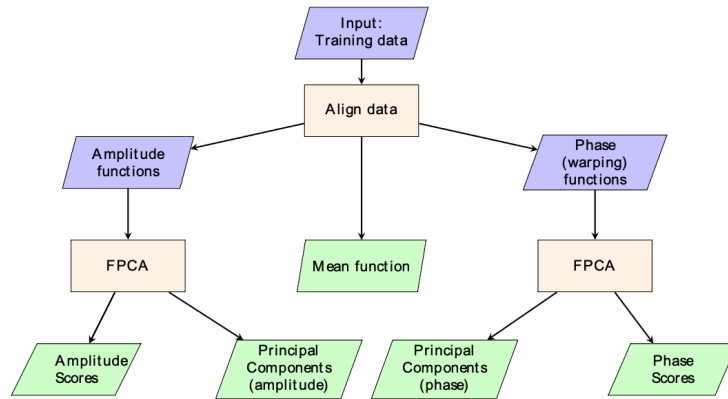 Input:
Training data
Align data
Amplitude
functions
Phase
(warping)
functions
FPCA
Mean function
FPCA
Amplitude
Scores
Principal
Components
(amplitude)
Principal
Components
(phase)
Phase
Scores